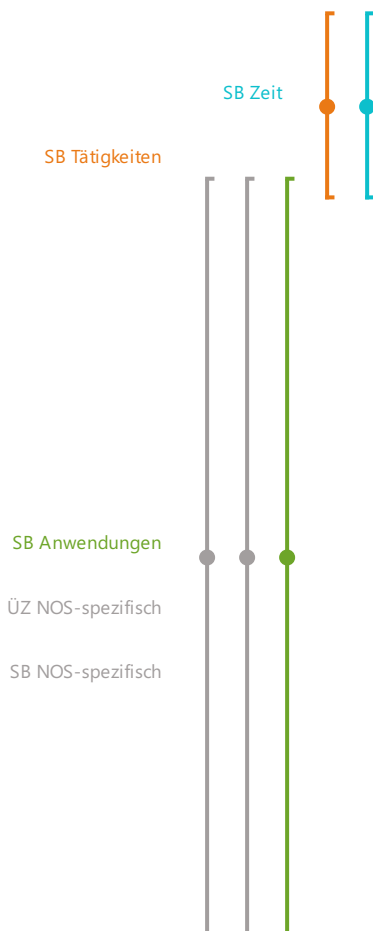 SB Zeit
SB Tätigkeiten
SB Anwendungen
ÜZ NOS-spezifisch
SB NOS-spezifisch